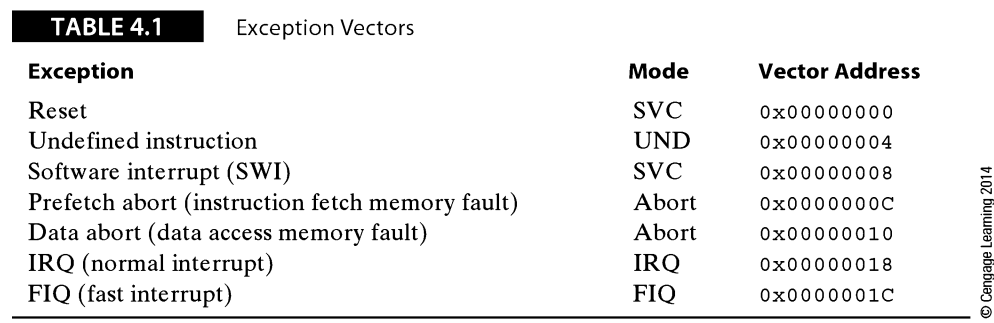 TABLE 4.1 Exception Vectors
Exception Mode Vector Address
Reset SVC 0x00000000
Undefined instruction UND 0x00000004
Software interrupt (SWI) SVC 0x00000008
Prefetch abort (instruction fetch memory fault) Abort 0x0000000C
Data abort (data access memory fault) Abort 0x00000010
IRQ (normal interrupt) IRQ 0x00000018
FIQ (fast interrupt) FIQ 0x0000001C
© Cengage Learning 2014